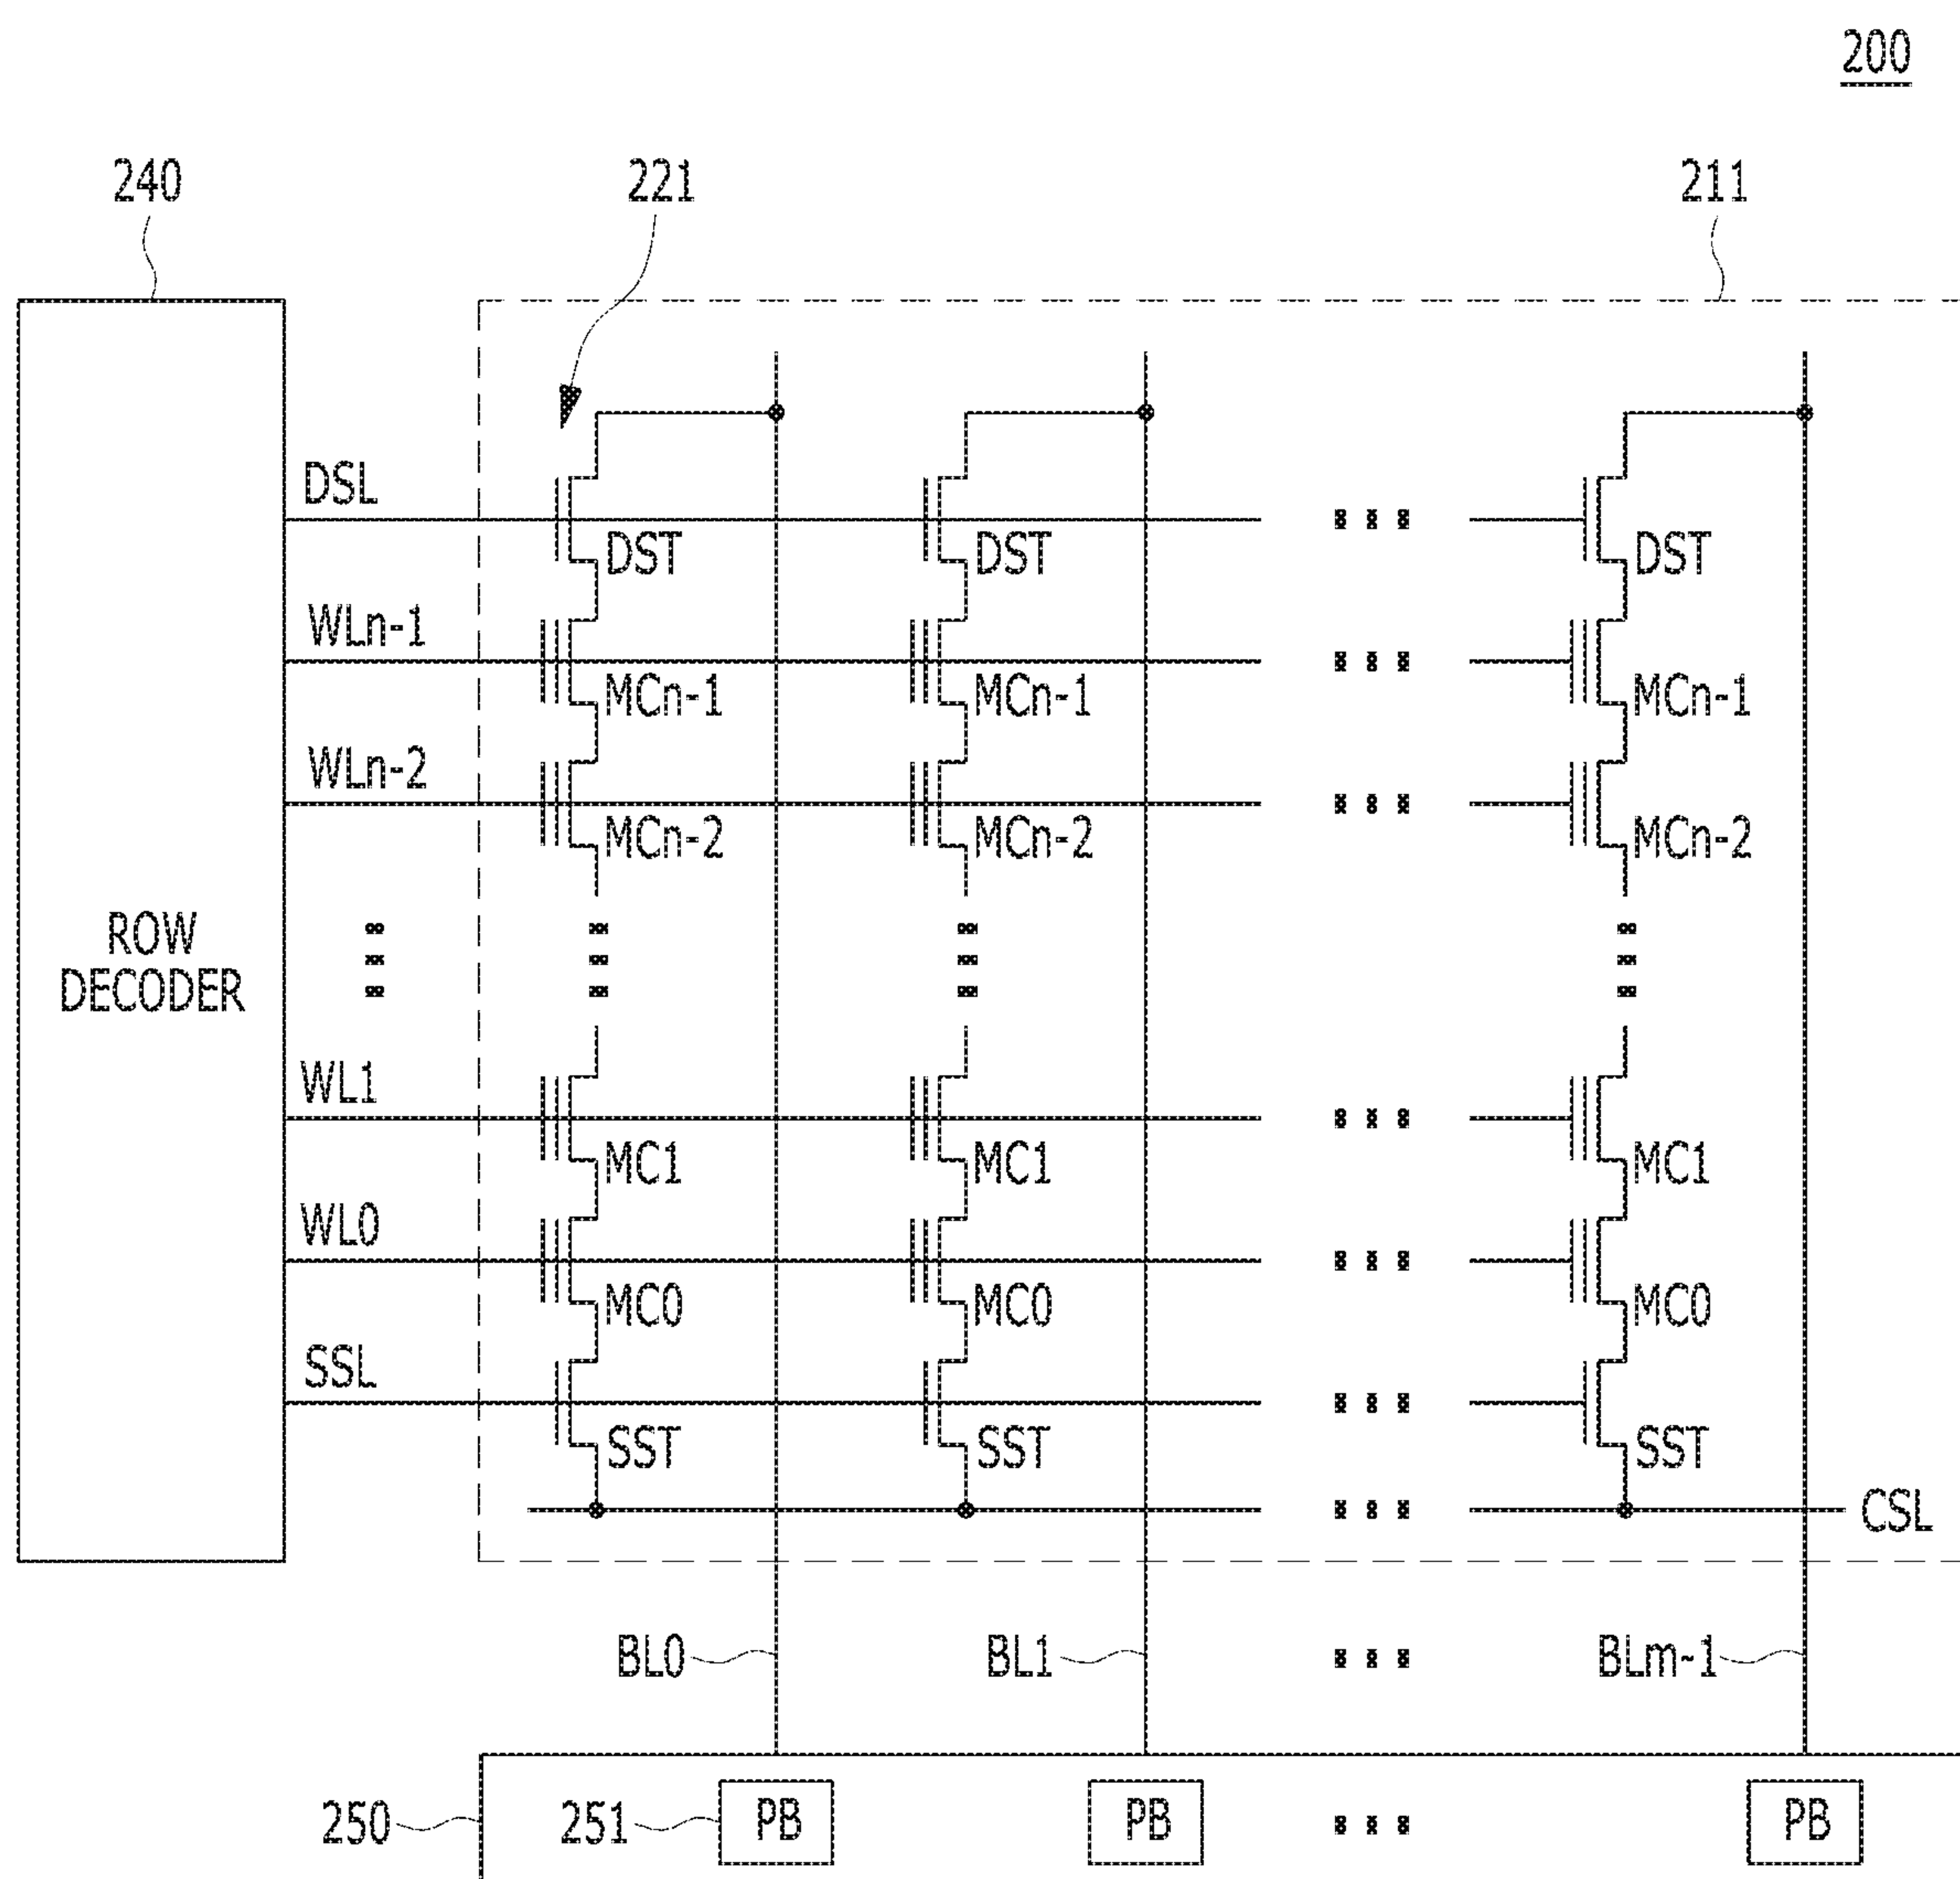 200
240
221
211
DSL
DST
DST
DST
WLn-1
MCn-1
MCn-1
MCn-1
WLn-2
MCn-2
MCn-2
MCn-2
ROW
DECODER
WL1
MC1
MC1
MC1
WL0
MC0
MC0
MC0
SSL
SST
SST
SST
CSL
BL0
BL1
BLm-1
250
251
PB
PB
PB